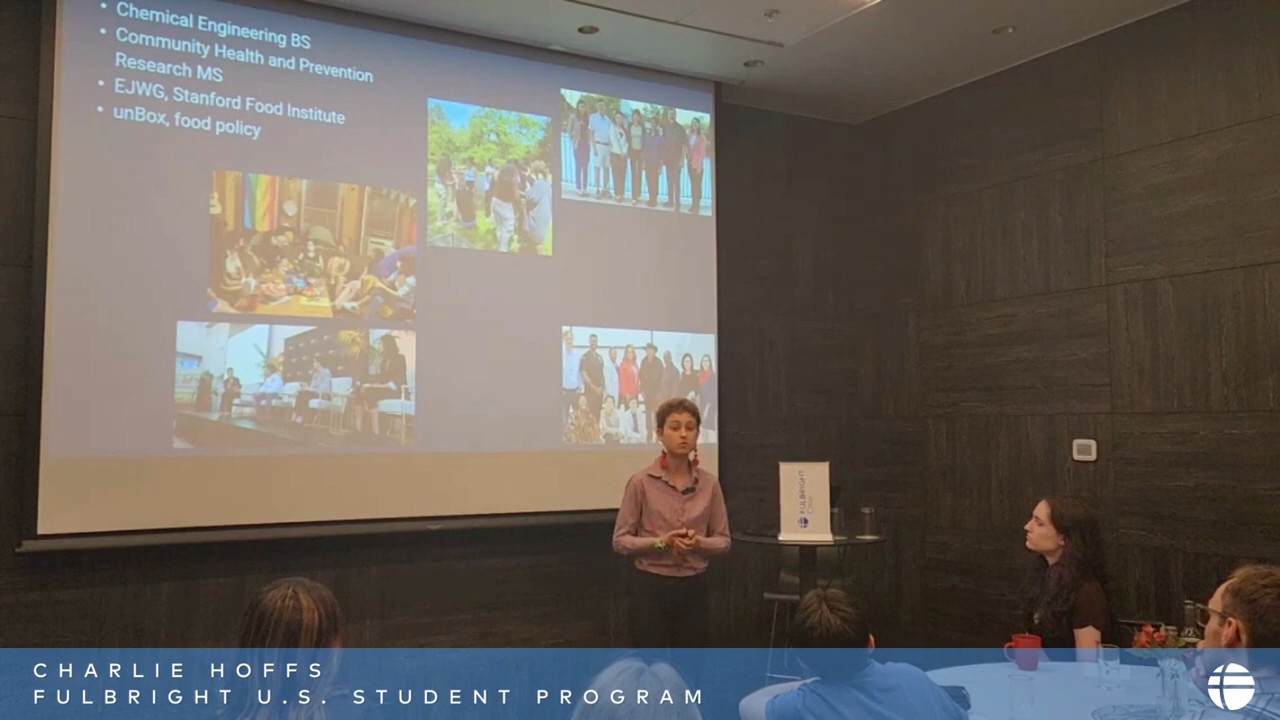 • Chemical Engineering BS
• Community Health and Prevention
Research MS
• EJWG, Stanford Food Institute
• unBox, food policy
FULBRIGHT
CHARLIE HOFFS
FULBRIGHT U.S. STUDENT PROGRAM